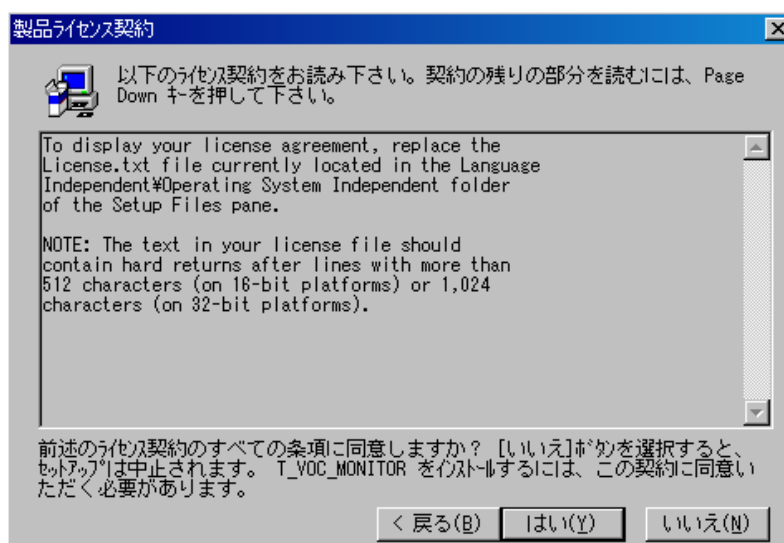 製品ライセンス契約
以下のライセンス契約をお読み下さい。契約の残りの部分を読むには、Page
Down キーを押して下さい。
To display your license agreement, replace the
License.txt file currently located in the Language
Independent¥Operating System Independent folder
of the Setup Files pane.
NOTE: The text in your license file should
contain hard returns after lines with more than
512 characters (on 16-bit platforms) or 1,024
characters (on 32-bit platforms).
前述のライセンス契約のすべての条項に同意しますか？ [いいえ]ボタンを選択すると、
セットアップは中止されます。 T_VOC_MONITOR をインストールするには、この契約に同意い
ただく必要があります。
< 戻る(B) はい(Y) いいえ(N)